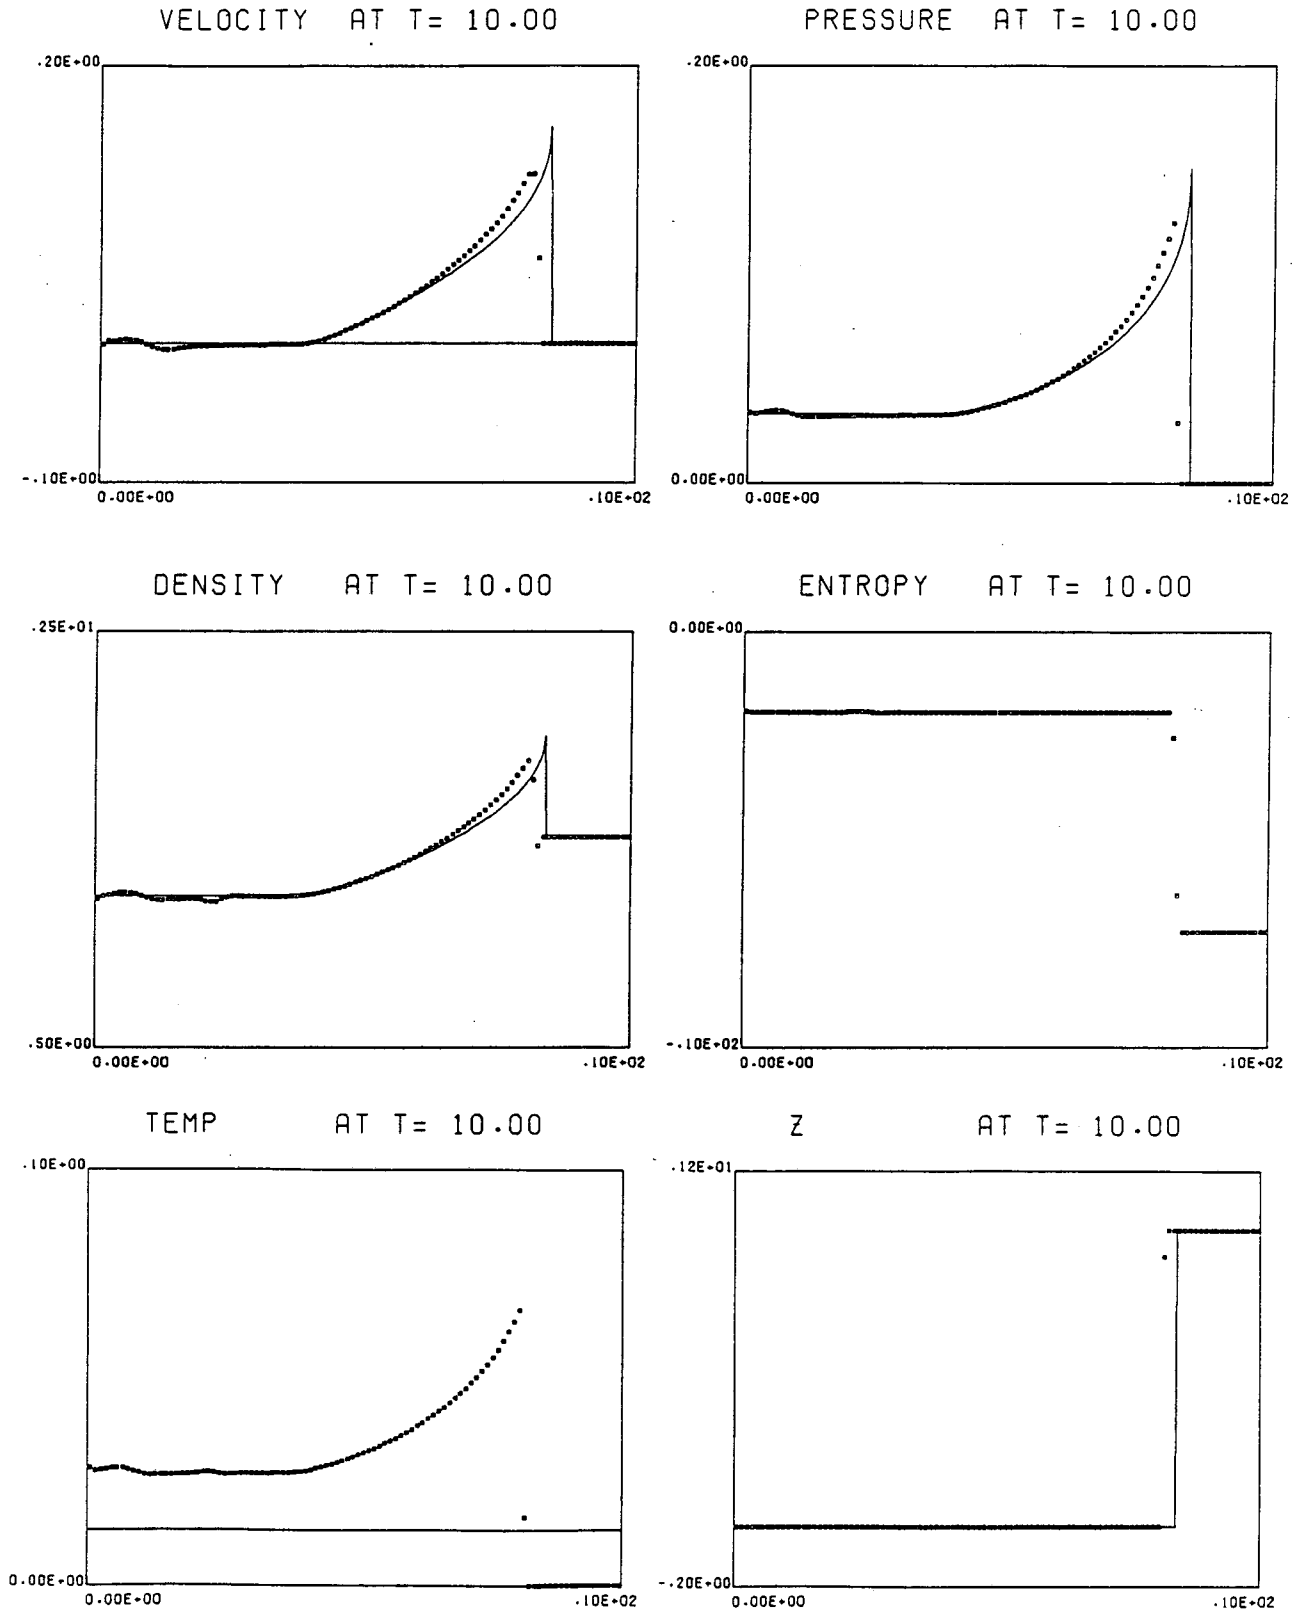 VELOCITY AT T= 10.00
.20E+00
-.10E+00
0.00E+00 .10E+02
PRESSURE AT T= 10.00
.20E+00
0.00E+00
0.00E+00 .10E+02
DENSITY AT T= 10.00
.25E+01
.50E+00
0.00E+00 .10E+02
ENTROPY AT T= 10.00
0.00E+00
-.10E+02
0.00E+00 .10E+02
TEMP AT T= 10.00
.10E+00
0.00E+00
0.00E+00 .10E+02
Z AT T= 10.00
.12E+01
-.20E+00
0.00E+00 .10E+02